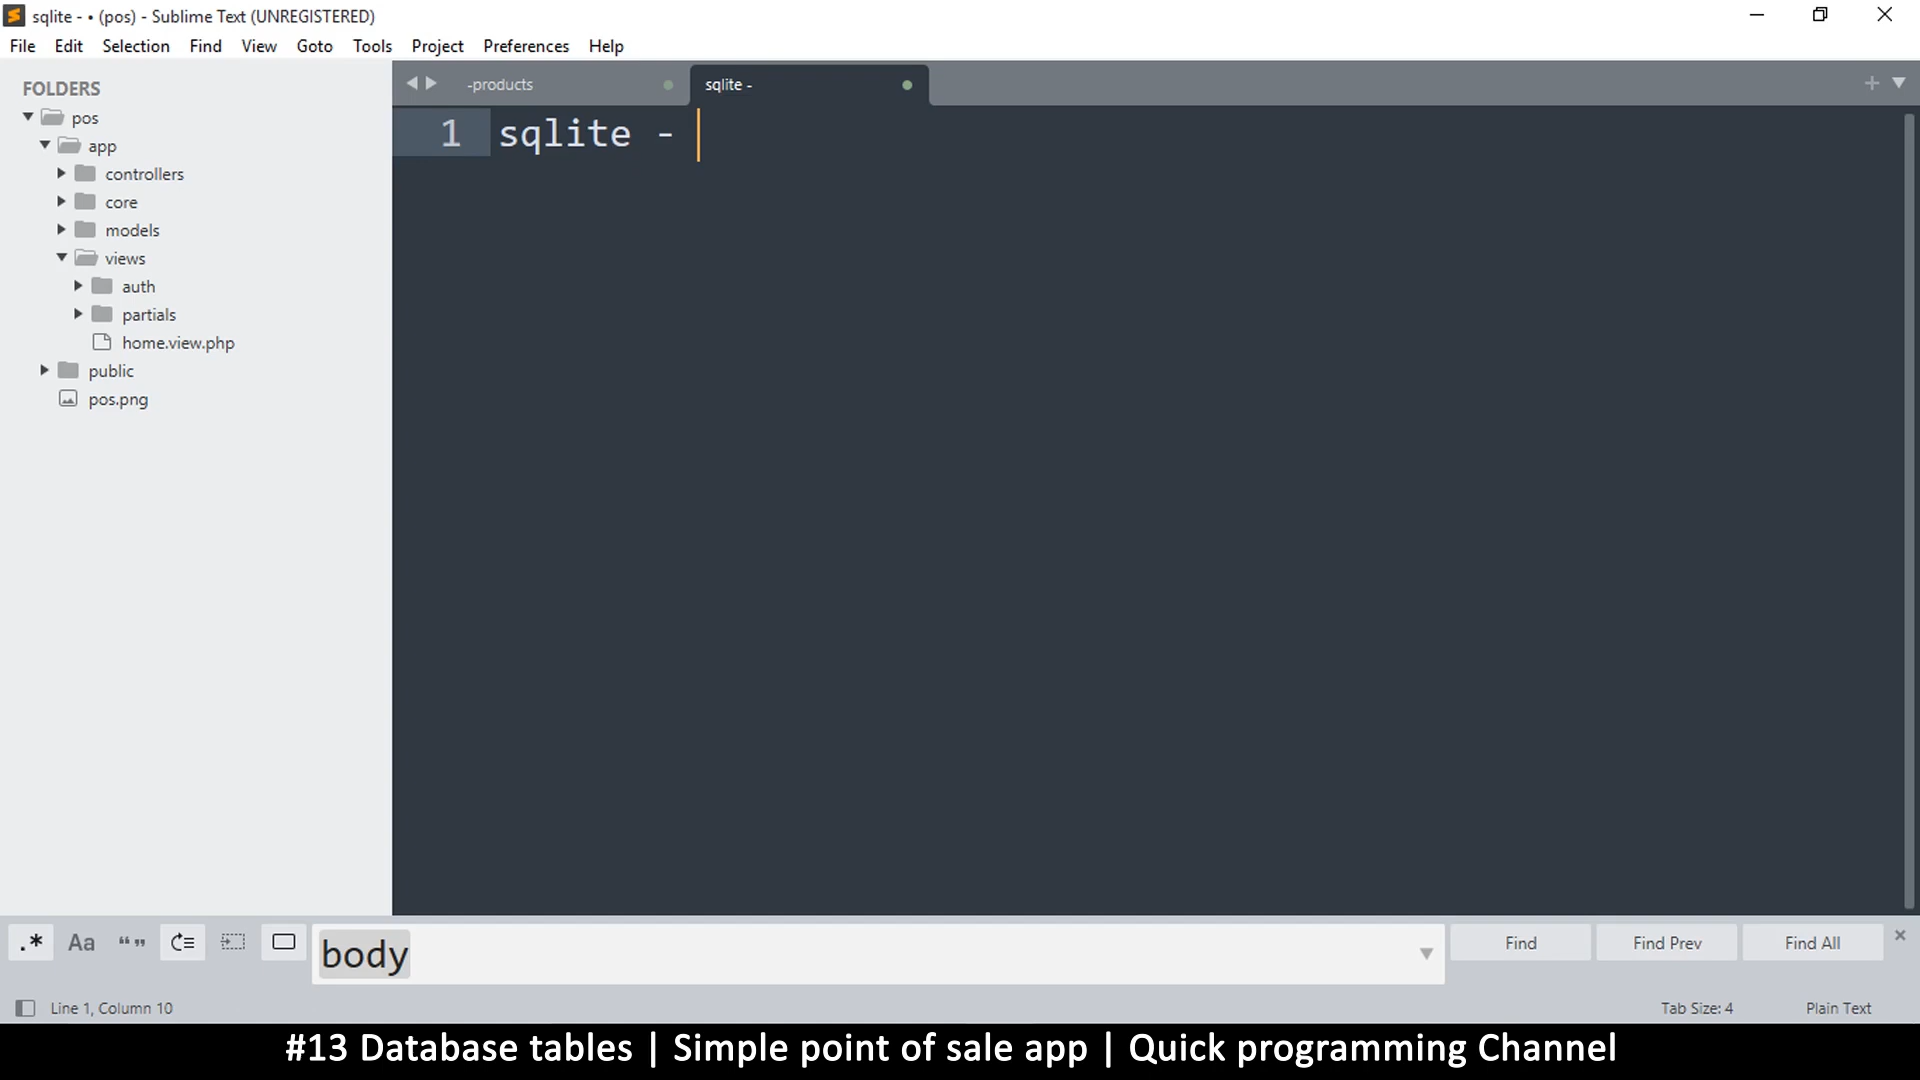 sqlite - • (pos) - Sublime Text (UNREGISTERED)
File Edit Selection Find View Goto Tools Project Preferences Help
FOLDERS
pos
app
controllers
core
models
views
auth
partials
home.view.php
public
pos.png
-products
sqlite -
1 sqlite -
.* Aa “ ” body Find Find Prev Find All
Line 1, Column 10 Tab Size: 4 Plain Text
#13 Database tables | Simple point of sale app | Quick programming Channel